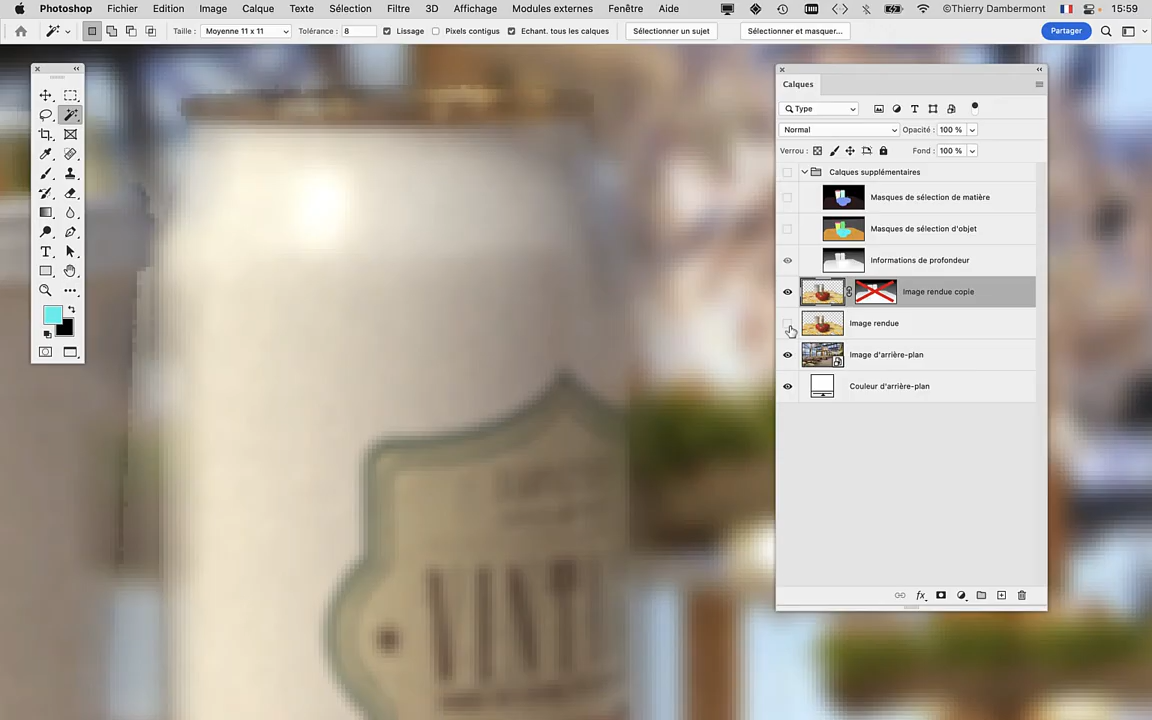 Photoshop Fichier Edition Image Calque Texte Sélection Filtre 3D Affichage Modules externes Fenêtre Aide ©Thierry Dambermont 15:59
Taille : Moyenne 11 x 11 Tolérance : 8 Lissage Pixels contigus Echant. tous les calques Sélectionner un sujet Sélectionner et masquer... Partager
Calques
Type
Normal Opacité : 100 %
Verrou : Fond : 100 %
Calques supplémentaires
Masques de sélection de matière
Masques de sélection d'objet
Informations de profondeur
Image rendue copie
Image rendue
Image d'arrière-plan
Couleur d'arrière-plan